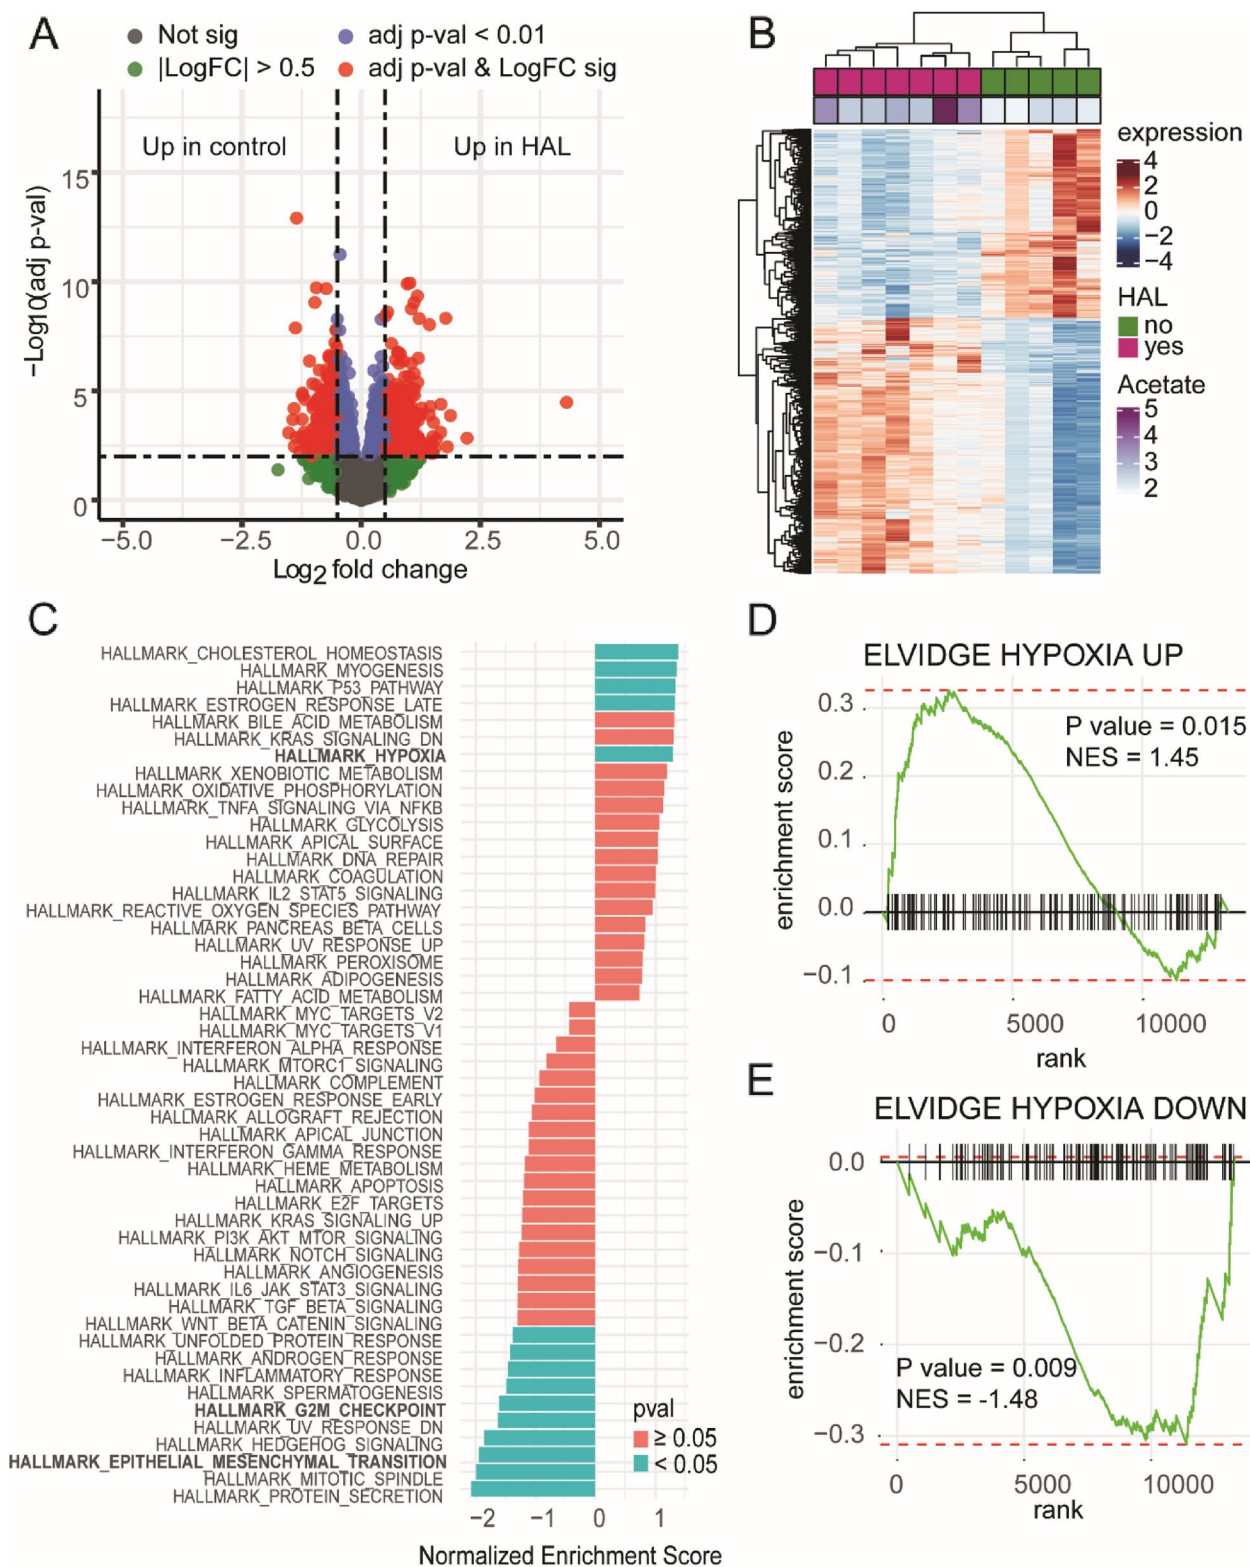 A
Not sig
adj p-val < 0.01
|LogFC| > 0.5
adj p-val & LogFC sig
Up in control
Up in HAL
−Log10(adj p-val)
15
10
5
0
−5.0
−2.5
0.0
2.5
5.0
Log2 fold change
B
expression
4
2
0
−2
−4
HAL
no
yes
Acetate
5
4
3
2
C
HALLMARK_CHOLESTEROL_HOMEOSTASIS
HALLMARK_MYOGENESIS
HALLMARK_P53_PATHWAY
HALLMARK_ESTROGEN_RESPONSE_LATE
HALLMARK_BILE_ACID_METABOLISM
HALLMARK_KRAS_SIGNALING_DN
HALLMARK_HYPOXIA
HALLMARK_XENOBIOTIC_METABOLISM
HALLMARK_OXIDATIVE_PHOSPHORYLATION
HALLMARK_TNFA_SIGNALING_VIA_NFKB
HALLMARK_GLYCOLYSIS
HALLMARK_APICAL_SURFACE
HALLMARK_DNA_REPAIR
HALLMARK_COAGULATION
HALLMARK_IL2_STAT5_SIGNALING
HALLMARK_REACTIVE_OXYGEN_SPECIES_PATHWAY
HALLMARK_PANCREAS_BETA_CELLS
HALLMARK_UV_RESPONSE_UP
HALLMARK_PEROXISOME
HALLMARK_ADIPOGENESIS
HALLMARK_FATTY_ACID_METABOLISM
HALLMARK_MYC_TARGETS_V2
HALLMARK_MYC_TARGETS_V1
HALLMARK_INTERFERON_ALPHA_RESPONSE
HALLMARK_MTORC1_SIGNALING
HALLMARK_COMPLEMENT
HALLMARK_ESTROGEN_RESPONSE_EARLY
HALLMARK_ALLOGRAFT_REJECTION
HALLMARK_APICAL_JUNCTION
HALLMARK_INTERFERON_GAMMA_RESPONSE
HALLMARK_HEME_METABOLISM
HALLMARK_APOPTOSIS
HALLMARK_E2F_TARGETS
HALLMARK_KRAS_SIGNALING_UP
HALLMARK_PI3K_AKT_MTOR_SIGNALING
HALLMARK_NOTCH_SIGNALING
HALLMARK_ANGIOGENESIS
HALLMARK_IL6_JAK_STAT3_SIGNALING
HALLMARK_TGF_BETA_SIGNALING
HALLMARK_WNT_BETA_CATENIN_SIGNALING
HALLMARK_UNFOLDED_PROTEIN_RESPONSE
HALLMARK_ANDROGEN_RESPONSE
HALLMARK_INFLAMMATORY_RESPONSE
HALLMARK_SPERMATOGENESIS
HALLMARK_G2M_CHECKPOINT
HALLMARK_UV_RESPONSE_DN
HALLMARK_HEDGEHOG_SIGNALING
HALLMARK_EPITHELIAL_MESENCHYMAL_TRANSITION
HALLMARK_MITOTIC_SPINDLE
HALLMARK_PROTEIN_SECRETION
pval
≥ 0.05
< 0.05
−2
−1
0
1
Normalized Enrichment Score
D
ELVIDGE HYPOXIA UP
P value = 0.015
NES = 1.45
enrichment score
0.3
0.2
0.1
0.0
−0.1
0
5000
10000
rank
E
ELVIDGE HYPOXIA DOWN
enrichment score
0.0
−0.1
−0.2
−0.3
P value = 0.009
NES = -1.48
0
5000
10000
rank